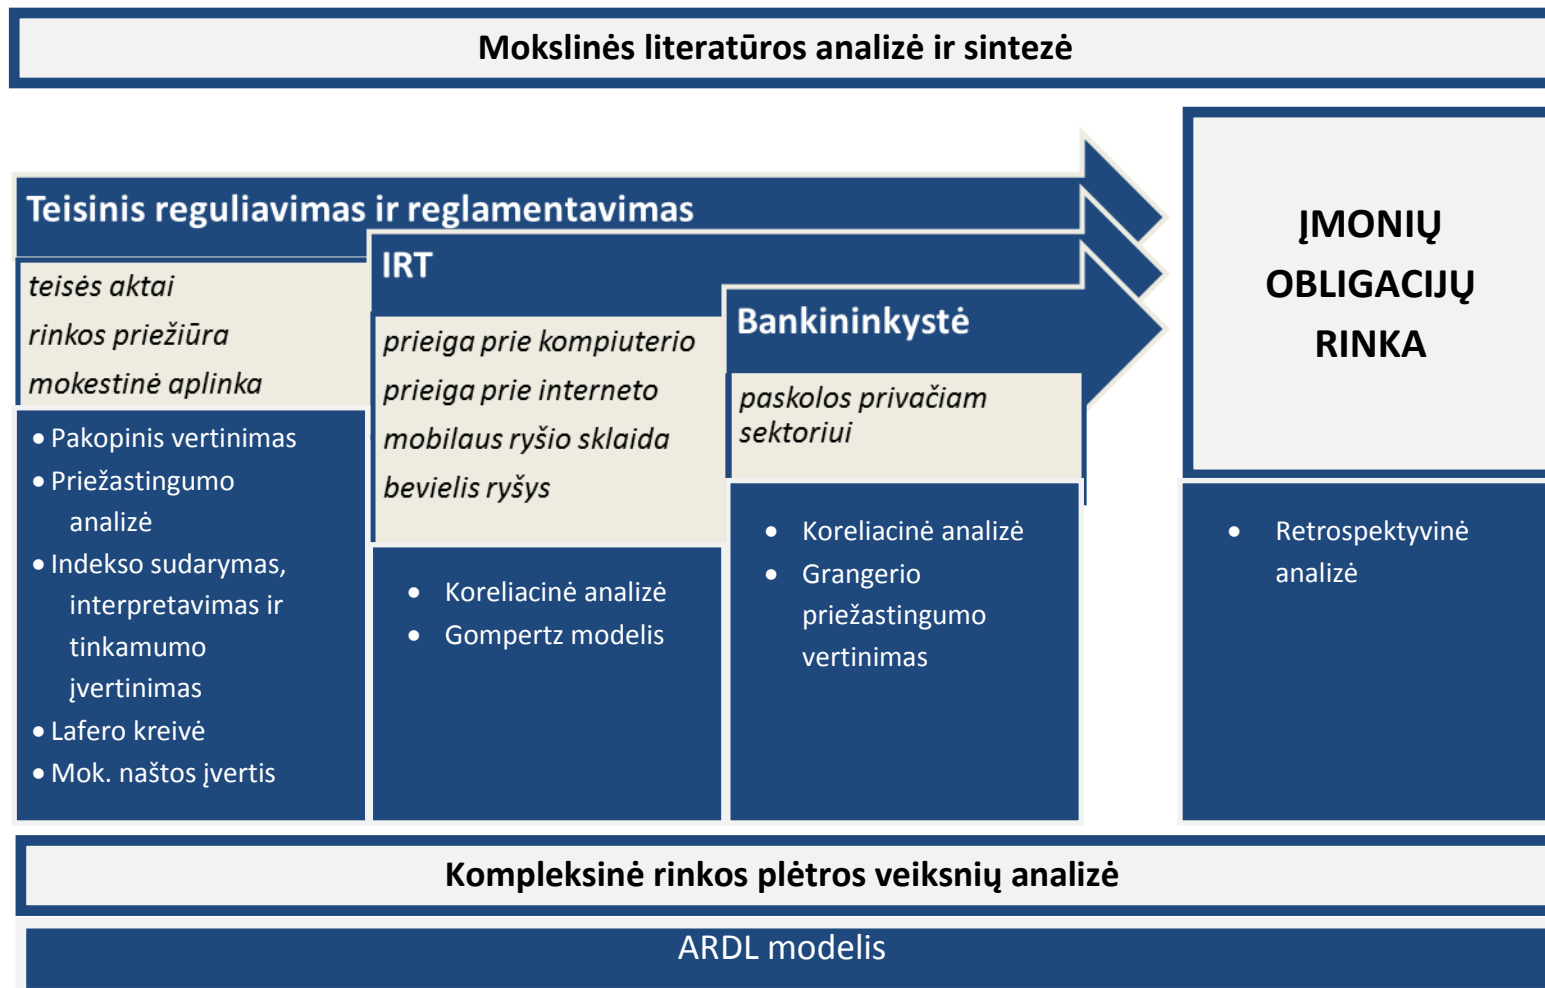 Mokslinės literatūros analizė ir sintezė
Teisinis reguliavimas ir reglamentavimas
teisės aktai
rinkos priežiūra
mokestinė aplinka
• Pakopinis vertinimas
• Priežastingumo
analizė
• Indekso sudarymas,
interpretavimas ir
tinkamumo
įvertinimas
• Lafero kreivė
• Mok. naštos įvertis
IRT
prieiga prie kompiuterio
prieiga prie interneto
mobilaus ryšio sklaida
bevielis ryšys
• Koreliacinė analizė
• Gompertz modelis
Bankininkystė
paskolos privačiam
sektoriui
• Koreliacinė analizė
• Grangerio
priežastingumo
vertinimas
ĮMONIŲ
OBLIGACIJŲ
RINKA
• Retrospektyvinė
analizė
Kompleksinė rinkos plėtros veiksnių analizė
ARDL modelis